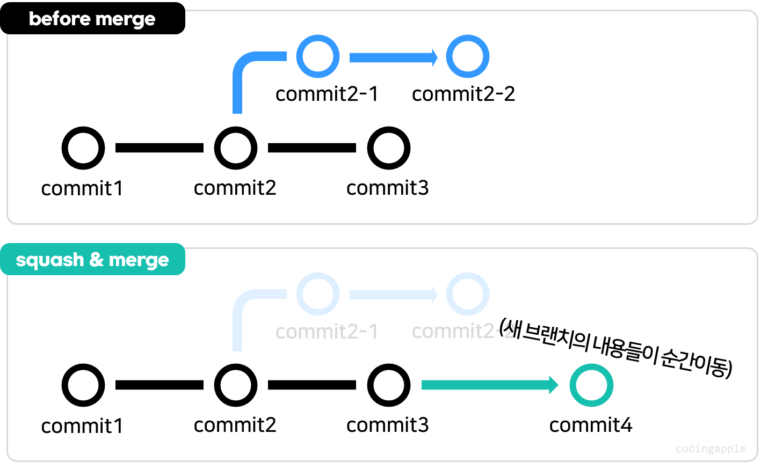 before merge
commit2-1
commit2-2
commit1
commit2
commit3
squash & merge
commit2-1
commit2-2
(새 브랜치의 내용들이 순간이동)
commit1
commit2
commit3
commit4
codingapple